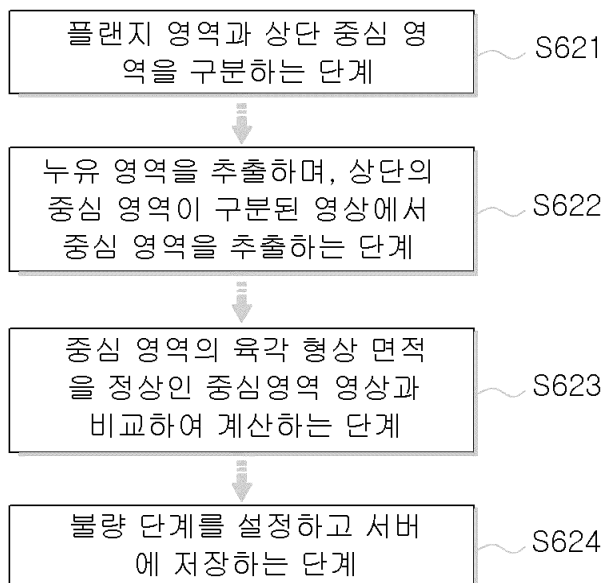 플랜지 영역과 상단 중심 영
역을 구분하는 단계
S621
누유 영역을 추출하며, 상단의
중심 영역이 구분된 영상에서
중심 영역을 추출하는 단계
S622
중심 영역의 육각 형상 면적
을 정상인 중심영역 영상과
비교하여 계산하는 단계
S623
불량 단계를 설정하고 서버
에 저장하는 단계
S624